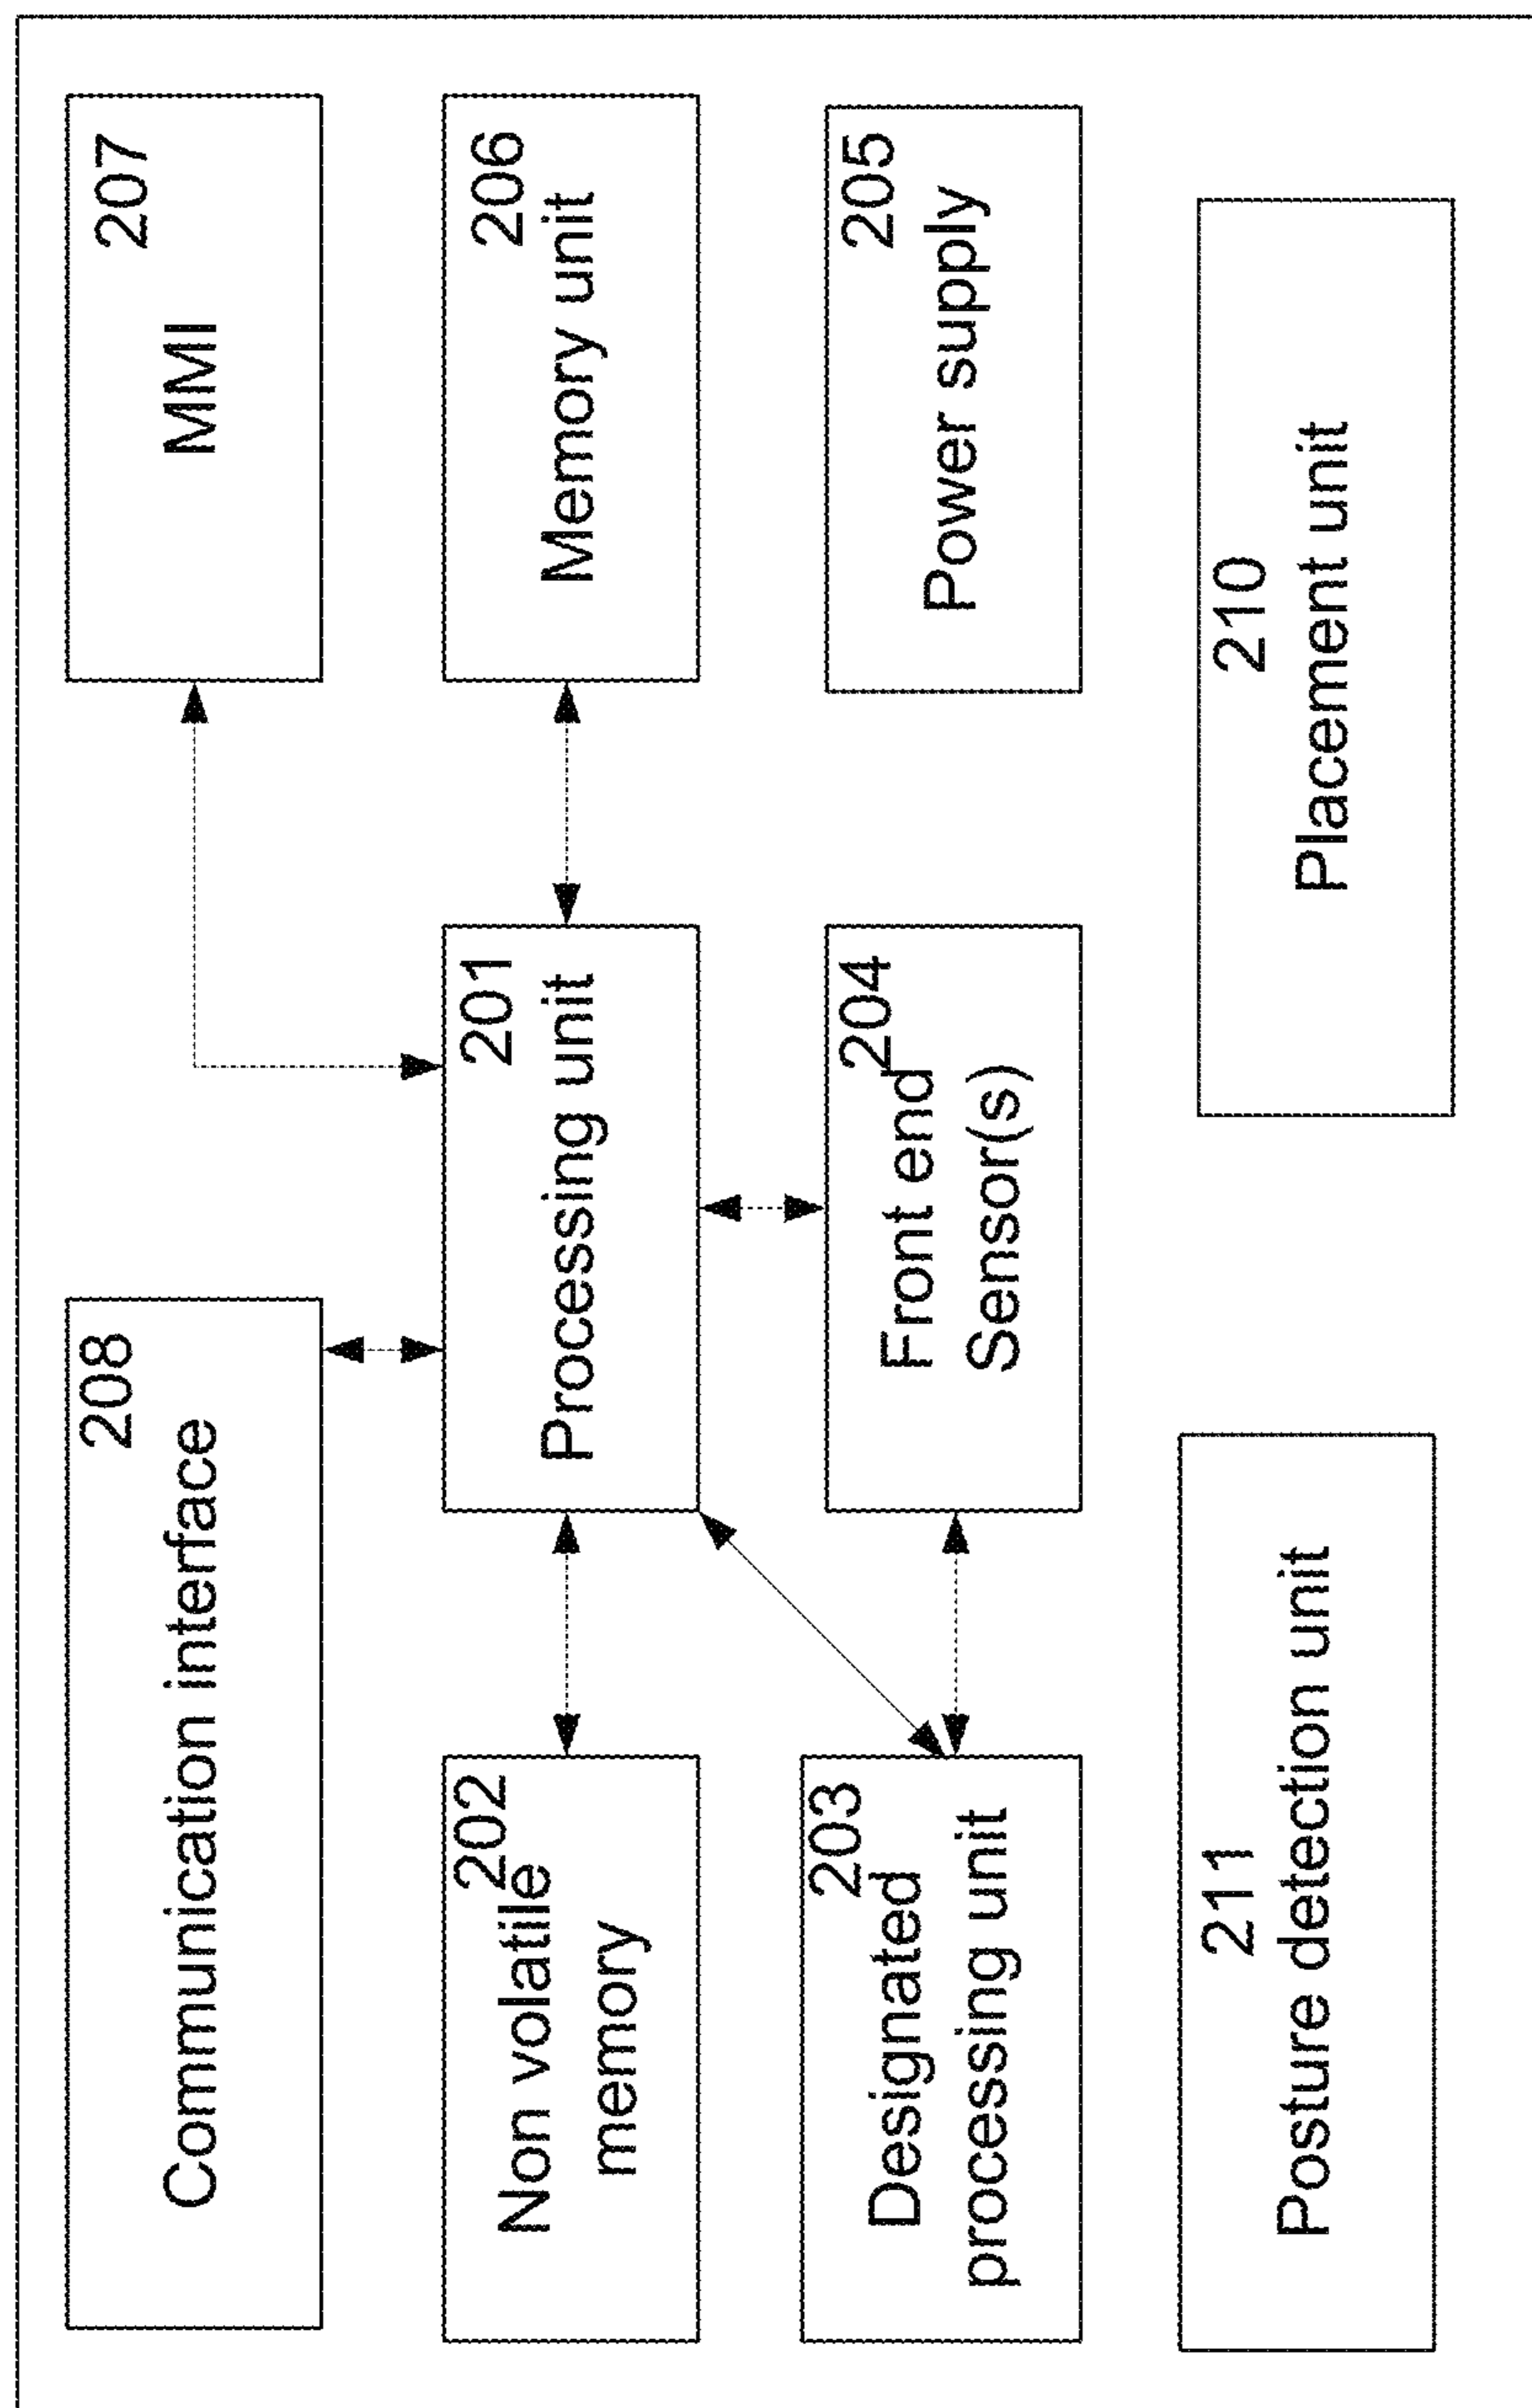 208
Communication interface
207
MMI
202
Non volatile
memory
201
Processing unit
206
Memory unit
203
Designated
processing unit
204
Front end
Sensor(s)
205
Power supply
211
Posture detection unit
210
Placement unit